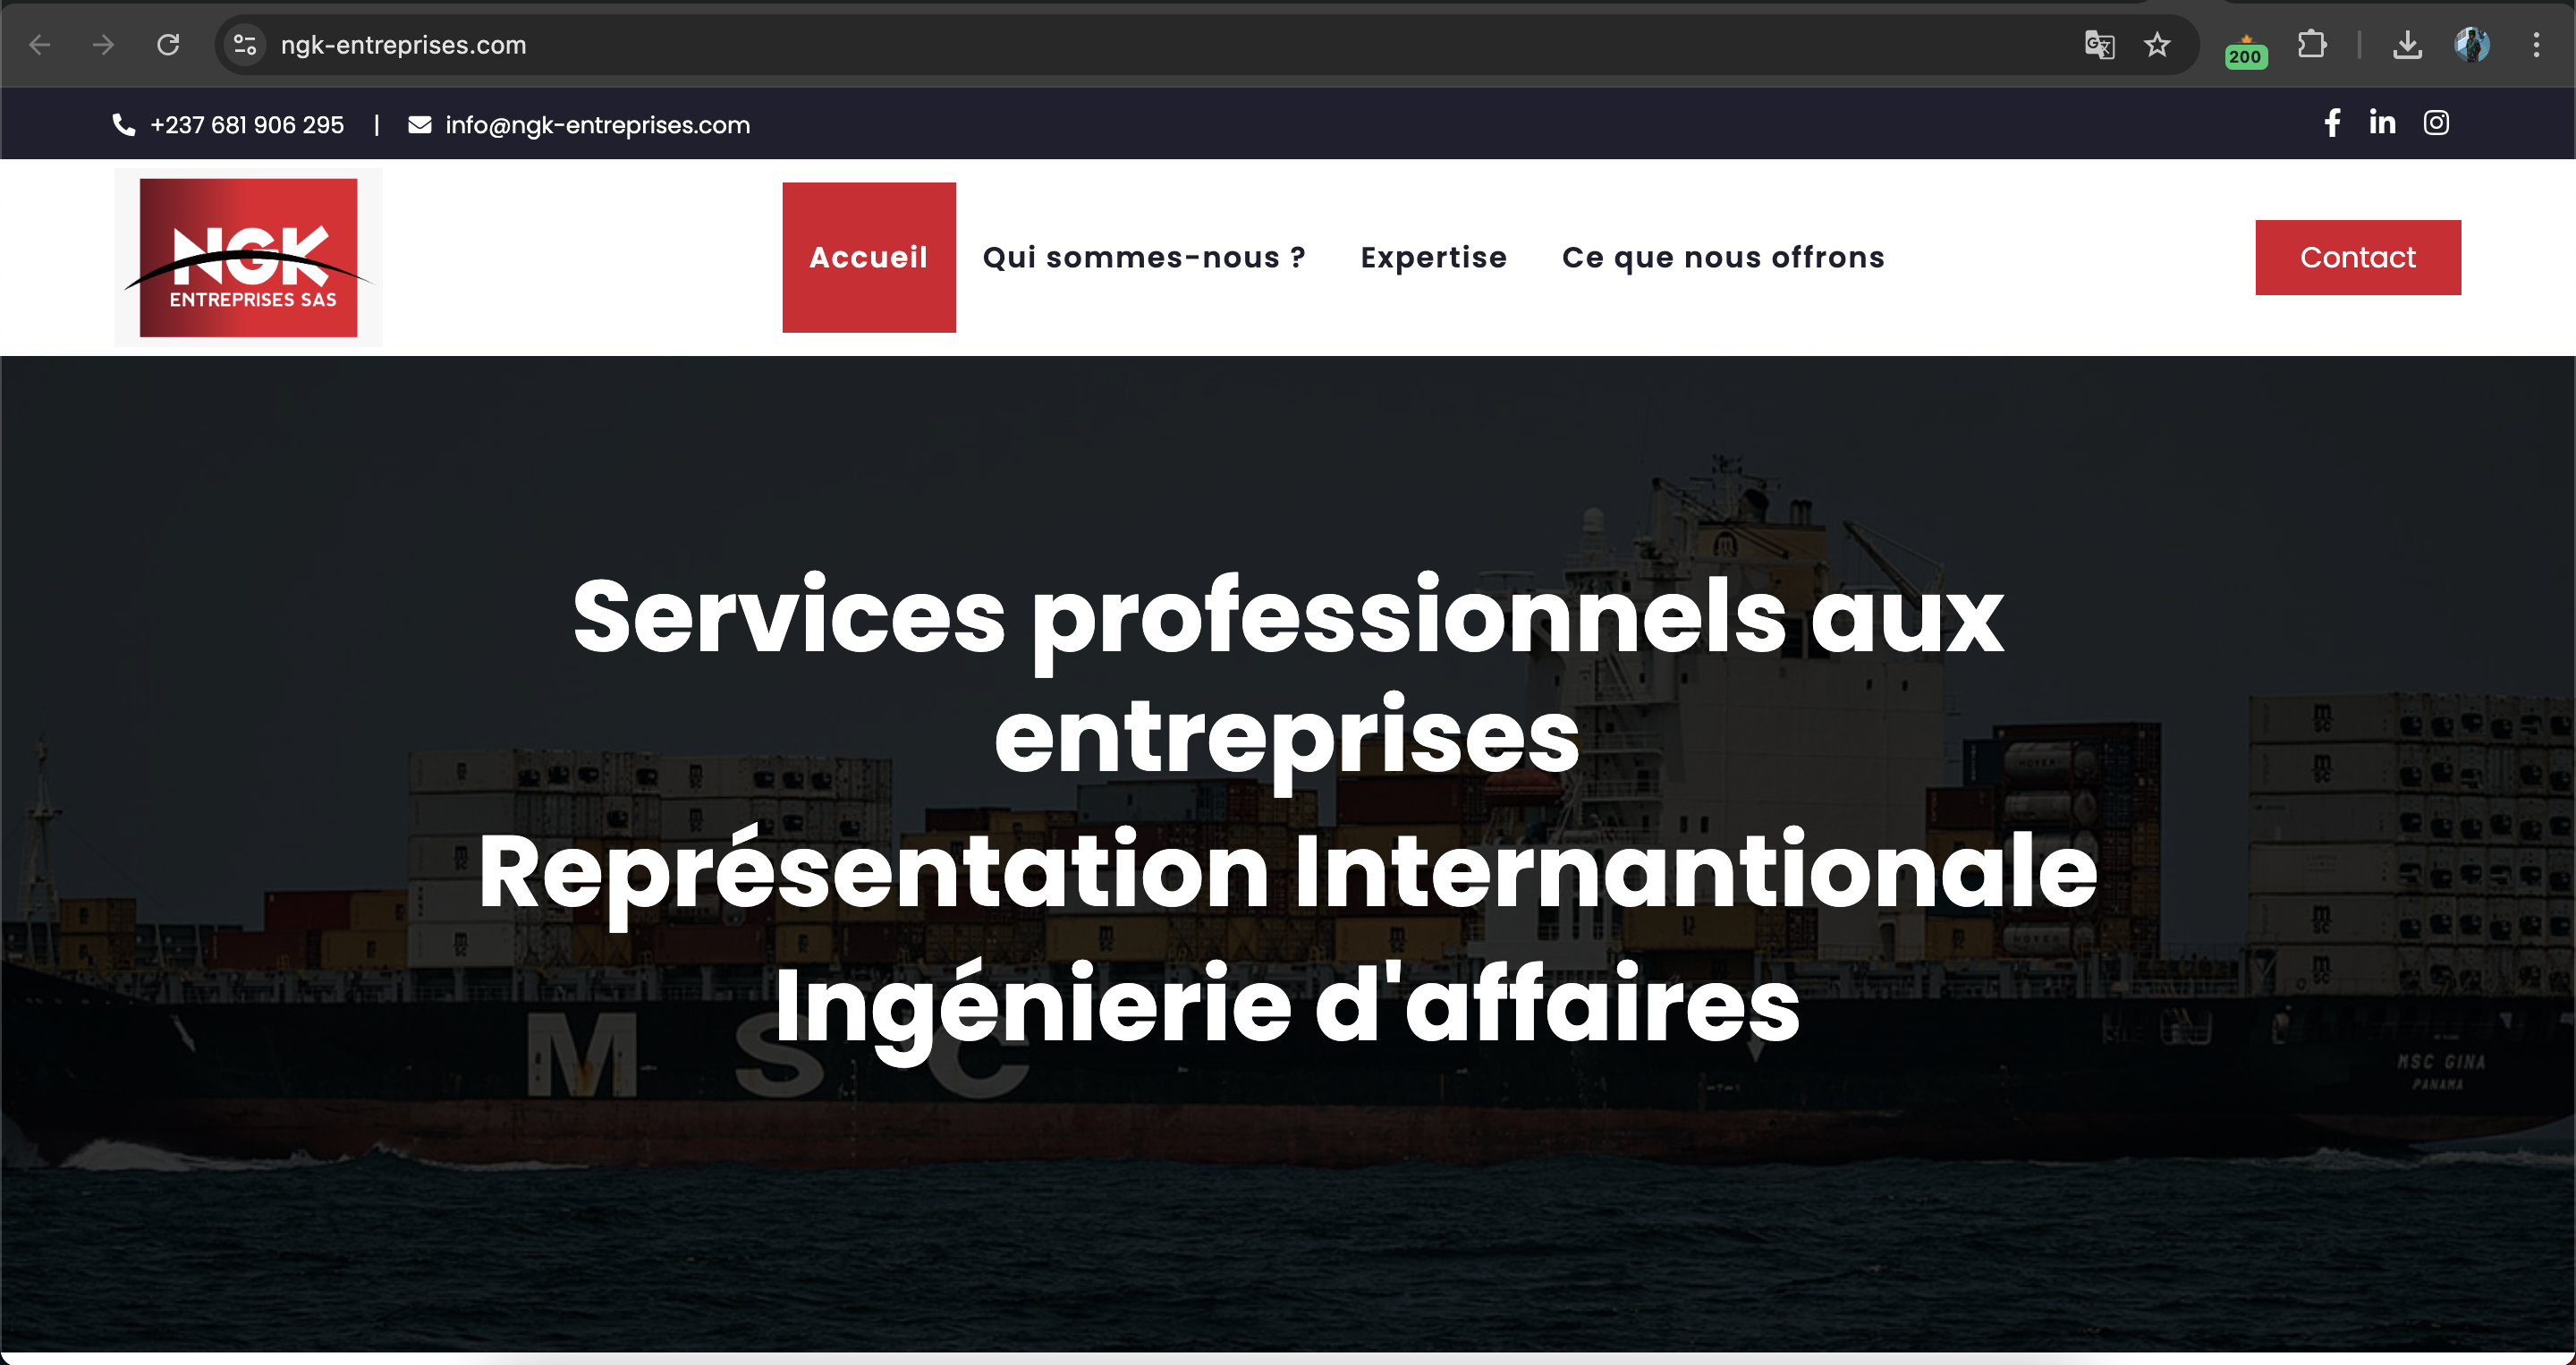 ngk-entreprises.com
200
+237 681 906 295 | info@ngk-entreprises.com
NGK
ENTREPRISES SAS
Accueil Qui sommes-nous ? Expertise Ce que nous offrons Contact
Services professionnels aux
entreprises
Représentation Internantionale
Ingénierie d'affaires
M S C
MSC GINA
PANAMA